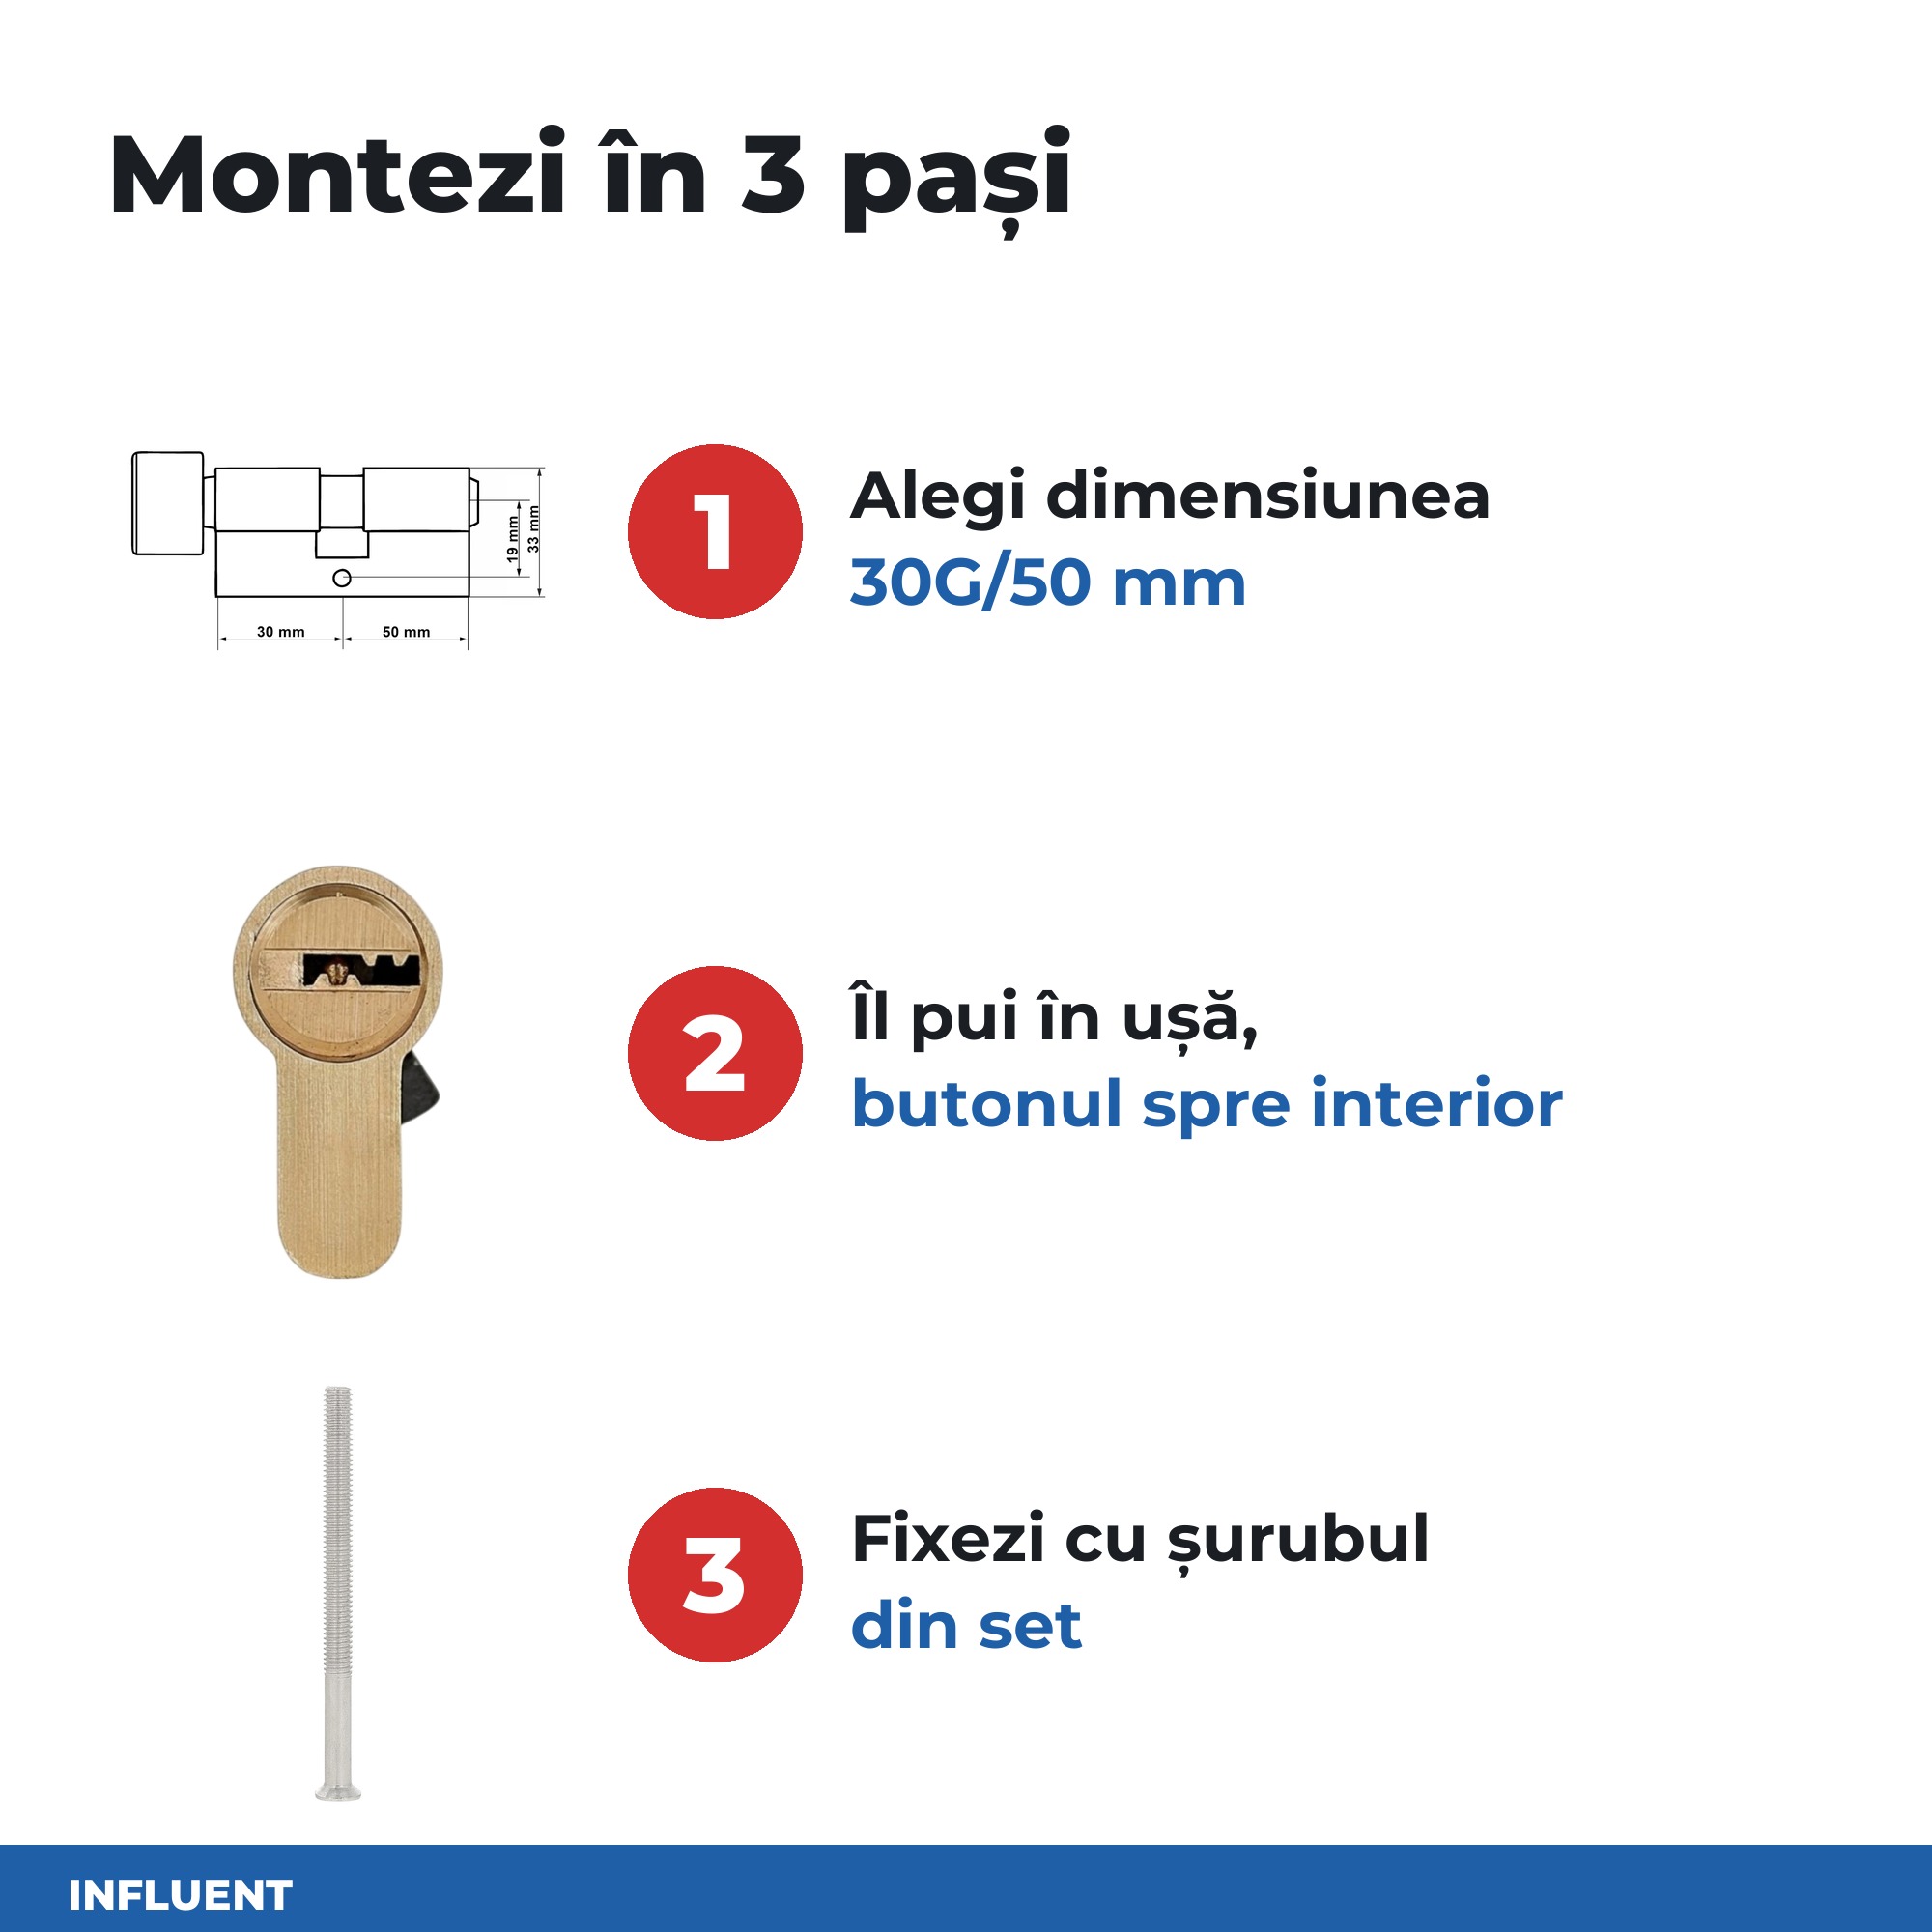 Montezi în 3 pași
19 mm
33 mm
30 mm
50 mm
1
Alegi dimensiunea
30G/50 mm
2
Îl pui în ușă,
butonul spre interior
3
Fixezi cu șurubul
din set
INFLUENT